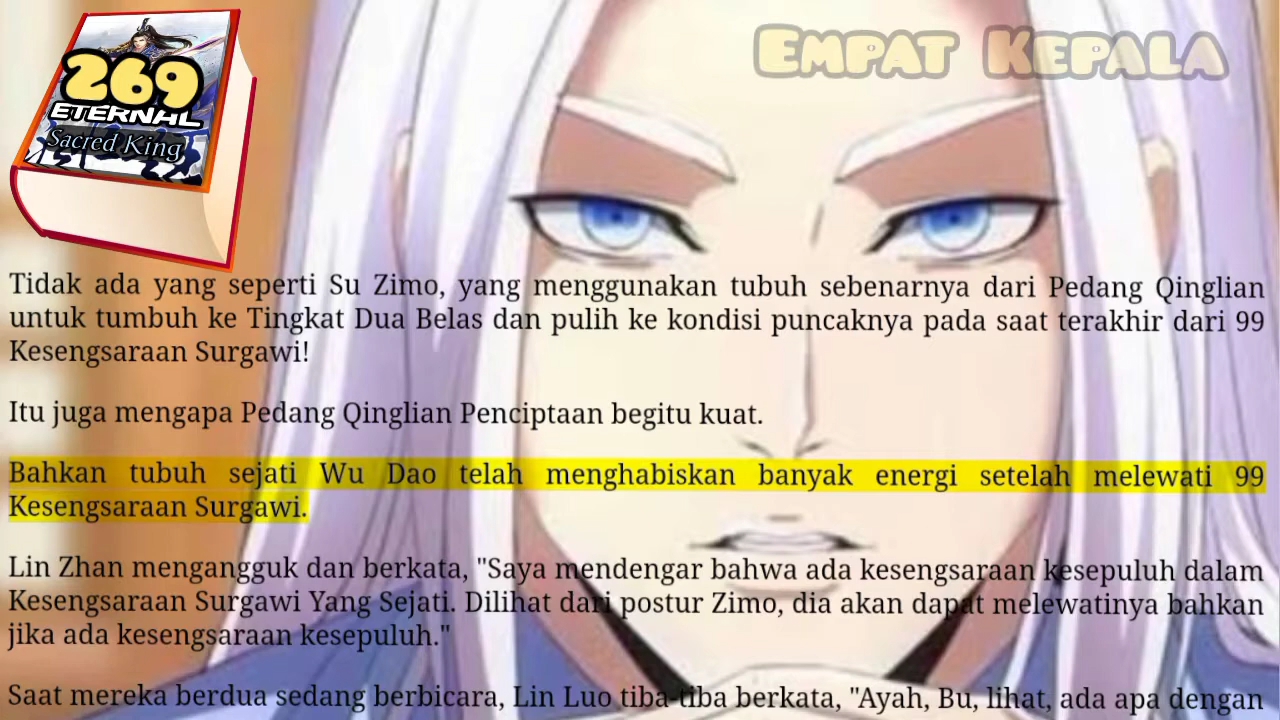 269
ETERNAL
Sacred King
EMPAT KEPALA
Tidak ada yang seperti Su Zimo, yang menggunakan tubuh sebenarnya dari Pedang Qinglian
untuk tumbuh ke Tingkat Dua Belas dan pulih ke kondisi puncaknya pada saat terakhir dari 99
Kesengsaraan Surgawi!
Itu juga mengapa Pedang Qinglian Penciptaan begitu kuat.
Bahkan tubuh sejati Wu Dao telah menghabiskan banyak energi setelah melewati 99
Kesengsaraan Surgawi.
Lin Zhan mengangguk dan berkata, "Saya mendengar bahwa ada kesengsaraan kesepuluh dalam
Kesengsaraan Surgawi Yang Sejati. Dilihat dari postur Zimo, dia akan dapat melewatinya bahkan
jika ada kesengsaraan kesepuluh."
Saat mereka berdua sedang berbicara, Lin Luo tiba-tiba berkata, "Ayah, Bu, lihat, ada apa dengan